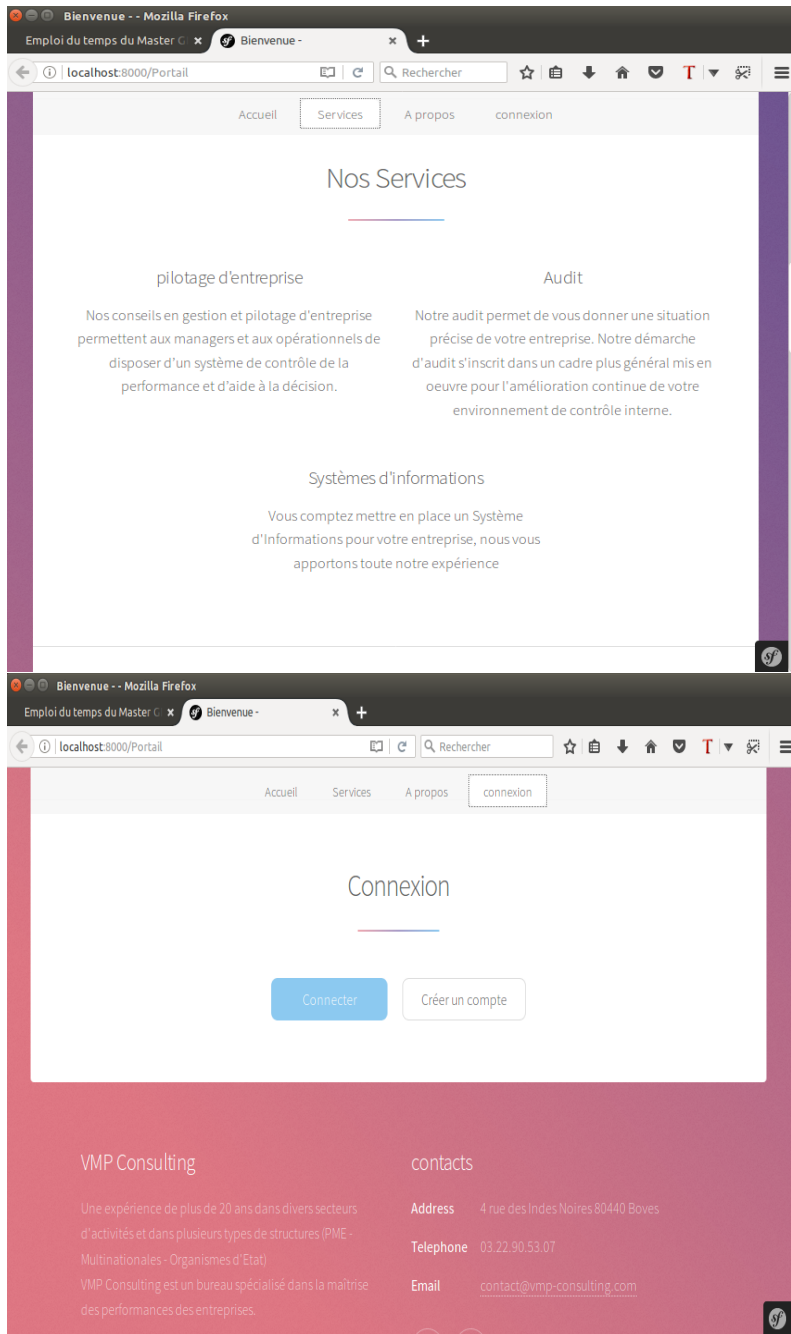 Bienvenue - - Mozilla Firefox
Emploi du temps du Master G
Bienvenue -
localhost:8000/Portail
Rechercher
Accueil Services A propos connexion
Nos Services
pilotage d'entreprise
Nos conseils en gestion et pilotage d'entreprise
permettent aux managers et aux opérationnels de
disposer d'un système de contrôle de la
performance et d'aide à la décision.
Audit
Notre audit permet de vous donner une situation
précise de votre entreprise. Notre démarche
d'audit s'inscrit dans un cadre plus général mis en
oeuvre pour l'amélioration continue de votre
environnement de contrôle interne.
Systèmes d'informations
Vous comptez mettre en place un Système
d'Informations pour votre entreprise, nous vous
apportons toute notre expérience
sf
Bienvenue - - Mozilla Firefox
Emploi du temps du Master G
Bienvenue -
localhost:8000/Portail
Rechercher
Accueil Services A propos connexion
Connexion
Connecter Créer un compte
VMP Consulting
Une expérience de plus de 20 ans dans divers secteurs
d'activités et dans plusieurs types de structures (PME -
Multinationales - Organismes d'Etat)
VMP Consulting est un bureau spécialisé dans la maîtrise
des performances des entreprises.
contacts
Address 4 rue des Indes Noires 80440 Boves
Telephone 03.22.90.53.07
Email contact@vmp-consulting.com
sf